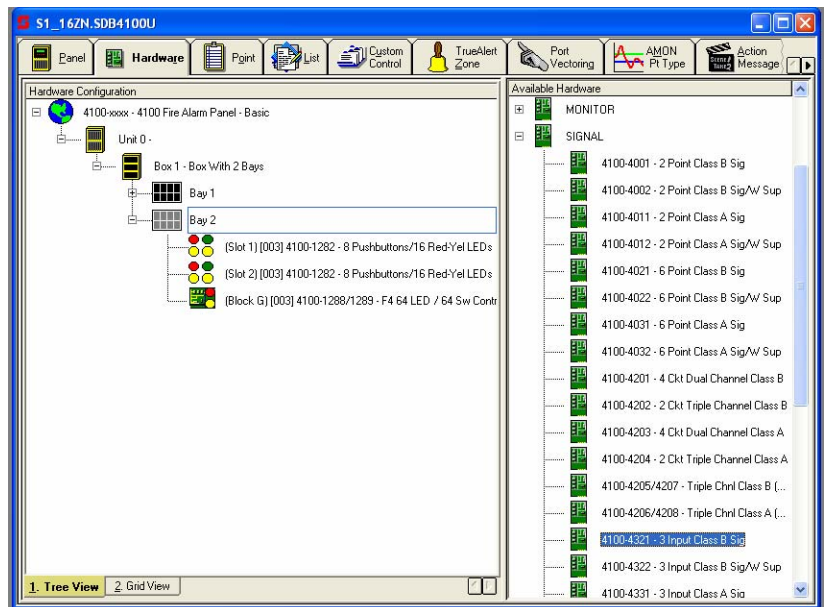 S1_16ZN.SDB4100U
Panel
Hardware
Point
List
Custom Control
TrueAlert Zone
Port Vectoring
AMON Pt Type
Action Message
Hardware Configuration
4100-xxxx - 4100 Fire Alarm Panel - Basic
Unit 0 -
Box 1 - Box With 2 Bays
Bay 1
Bay 2
(Slot 1) [003] 4100-1282 - 8 Pushbuttons/16 Red-Yel LEDs
(Slot 2) [003] 4100-1282 - 8 Pushbuttons/16 Red-Yel LEDs
(Block G) [003] 4100-1288/1289 - F4 64 LED / 64 Sw Contr
1. Tree View
2. Grid View
Available Hardware
MONITOR
SIGNAL
4100-4001 - 2 Point Class B Sig
4100-4002 - 2 Point Class B Sig/W Sup
4100-4011 - 2 Point Class A Sig
4100-4012 - 2 Point Class A Sig/W Sup
4100-4021 - 6 Point Class B Sig
4100-4022 - 6 Point Class B Sig/W Sup
4100-4031 - 6 Point Class A Sig
4100-4032 - 6 Point Class A Sig/W Sup
4100-4201 - 4 Ckt Dual Channel Class B
4100-4202 - 2 Ckt Triple Channel Class B
4100-4203 - 4 Ckt Dual Channel Class A
4100-4204 - 2 Ckt Triple Channel Class A
4100-4205/4207 - Triple Chnl Class B (...
4100-4206/4208 - Triple Chnl Class A (...
4100-4321 - 3 Input Class B Sig
4100-4322 - 3 Input Class B Sig/W Sup
4100-4331 - 3 Input Class A Sig